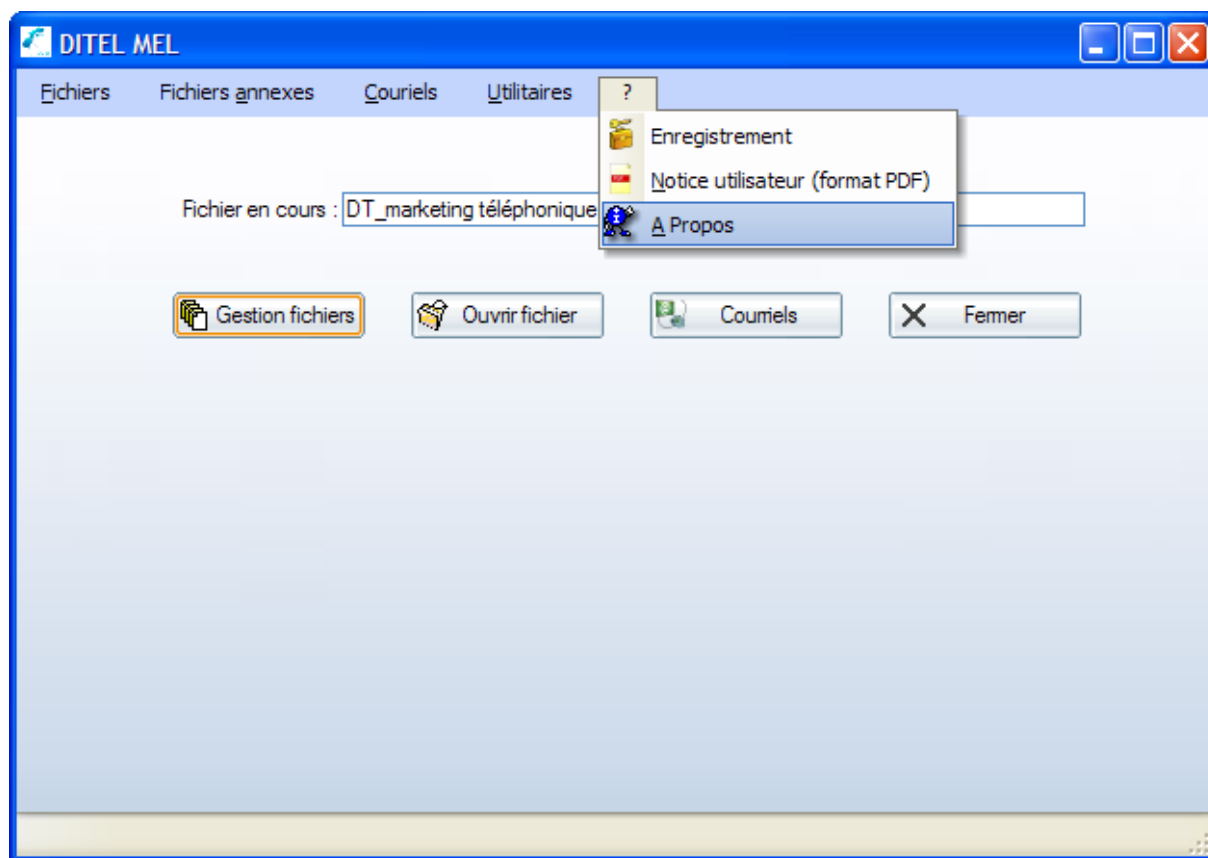 DITEL MEL
Fichiers Fichiers annexes Couriels Utilitaires ?
Enregistrement
Notice utilisateur (format PDF)
A Propos
Fichier en cours : DT_marketing téléphonique
Gestion fichiers Ouvrir fichier Courriels Fermer